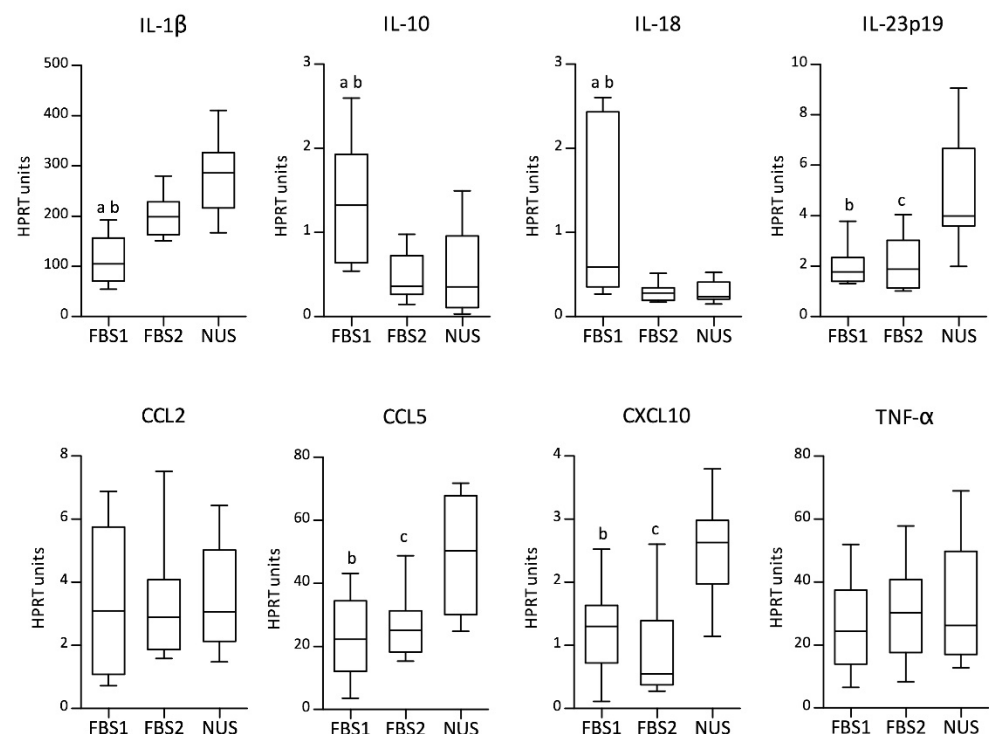 IL-1β
HPRT units
500
400
300
200
100
0
a b
FBS1 FBS2 NUS
IL-10
HPRT units
3
2
1
0
a b
FBS1 FBS2 NUS
IL-18
HPRT units
3
2
1
0
a b
FBS1 FBS2 NUS
IL-23p19
HPRT units
10
8
6
4
2
0
b c
FBS1 FBS2 NUS
CCL2
HPRT units
8
6
4
2
0
FBS1 FBS2 NUS
CCL5
HPRT units
80
60
40
20
0
b c
FBS1 FBS2 NUS
CXCL10
HPRT units
4
3
2
1
0
b c
FBS1 FBS2 NUS
TNF-α
HPRT units
80
60
40
20
0
FBS1 FBS2 NUS